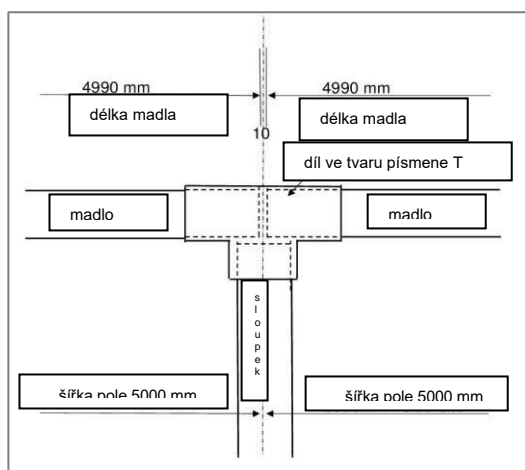 4990 mm 4990 mm
délka madla délka madla
10
díl ve tvaru písmene T
madlo madlo
sloupek
šířka pole 5000 mm šířka pole 5000 mm